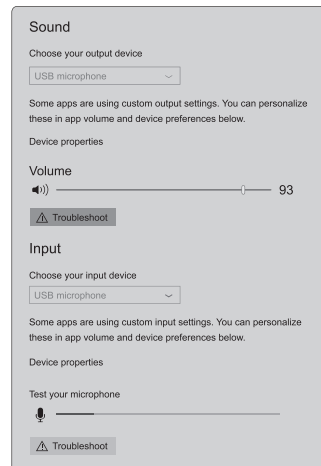 Sound
Choose your output device
USB microphone
Some apps are using custom output settings. You can personalize
these in app volume and device preferences below.
Device properties
Volume
93
Troubleshoot
Input
Choose your input device
USB microphone
Some apps are using custom input settings. You can personalize
these in app volume and device preferences below.
Device properties
Test your microphone
Troubleshoot